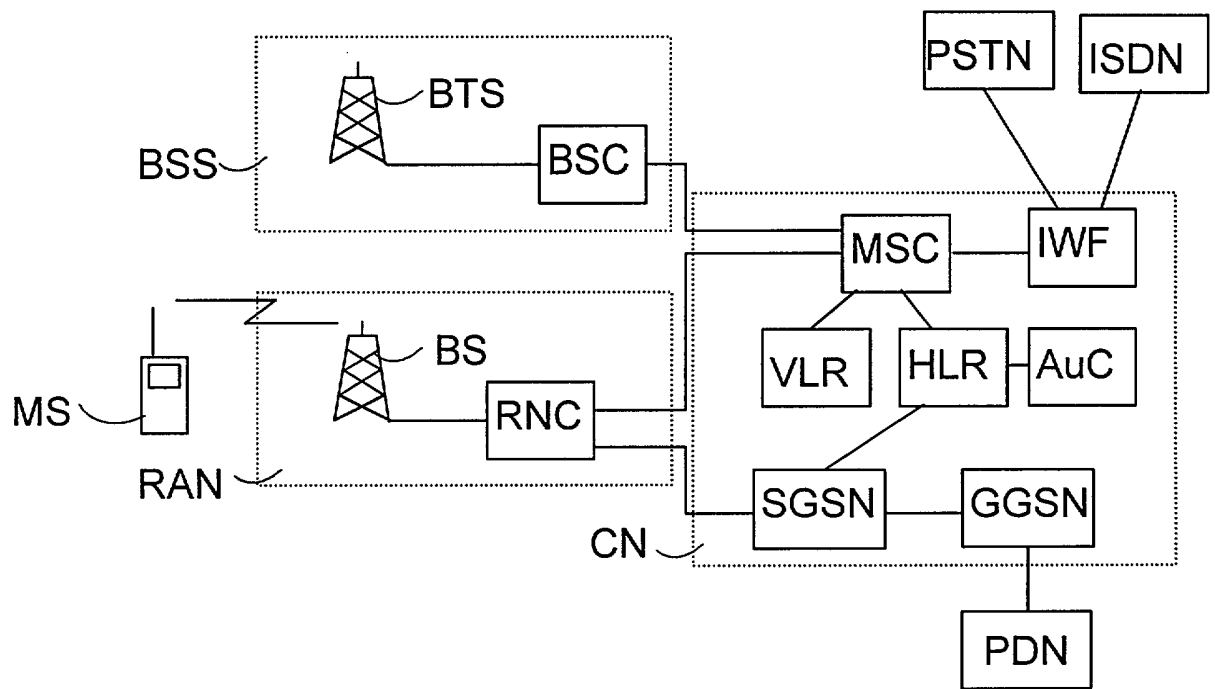 PSTN
ISDN
BTS
BSS
BSC
MSC
IWF
BS
VLR
HLR
AuC
MS
RNC
RAN
SGSN
GGSN
CN
PDN